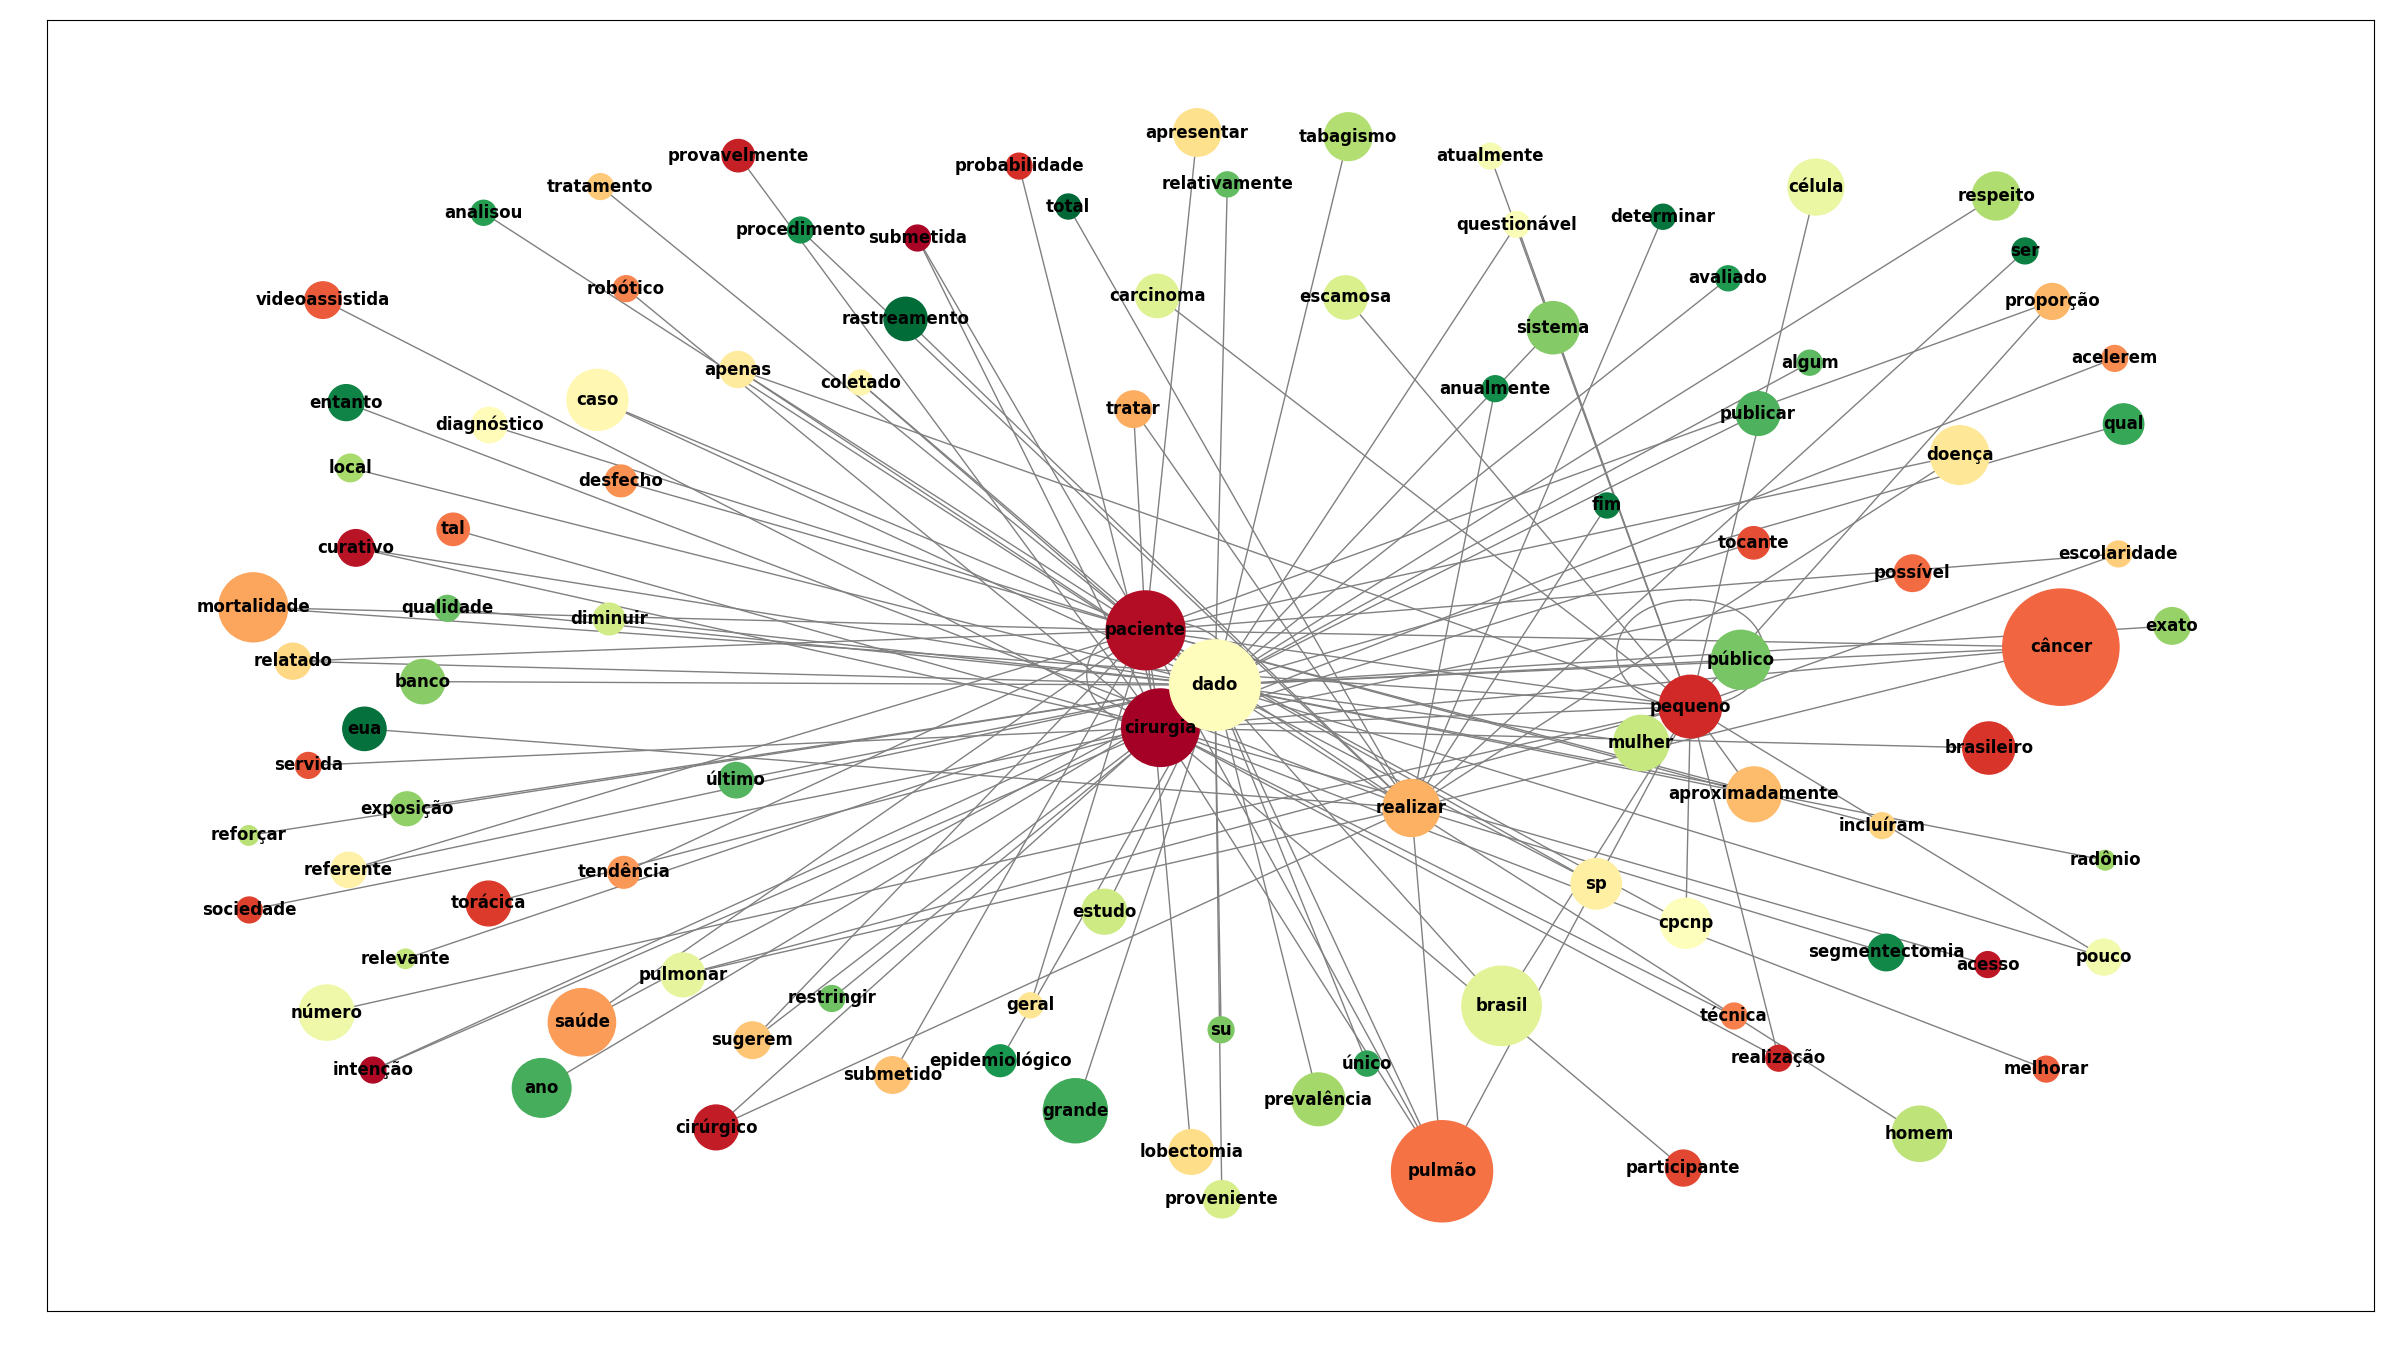 apresentar
tabagismo
provavelmente
atualmente
probabilidade
tratamento
relativamente
célula
respeito
total
analisou
determinar
questionável
procedimento
submetida
ser
avaliado
robótico
carcinoma
escamosa
videoassistida
proporção
rastreamento
sistema
acelerem
algum
apenas
coletado
anualmente
caso
entanto
tratar
publicar
diagnóstico
qual
doença
local
desfecho
fim
tal
tocante
curativo
escolaridade
possível
mortalidade
qualidade
diminuir
exato
paciente
câncer
relatado
público
banco
dado
pequeno
eua
cirurgia
mulher
brasileiro
servida
último
aproximadamente
exposição
realizar
incluíram
reforçar
radônio
referente
tendência
sp
torácica
sociedade
estudo
cpcnp
segmentectomia
pouco
relevante
acesso
pulmonar
restringir
geral
brasil
número
técnica
saúde
su
sugerem
realização
epidemiológico
único
intenção
melhorar
submetido
ano
prevalência
grande
cirúrgico
homem
lobectomia
participante
pulmão
proveniente